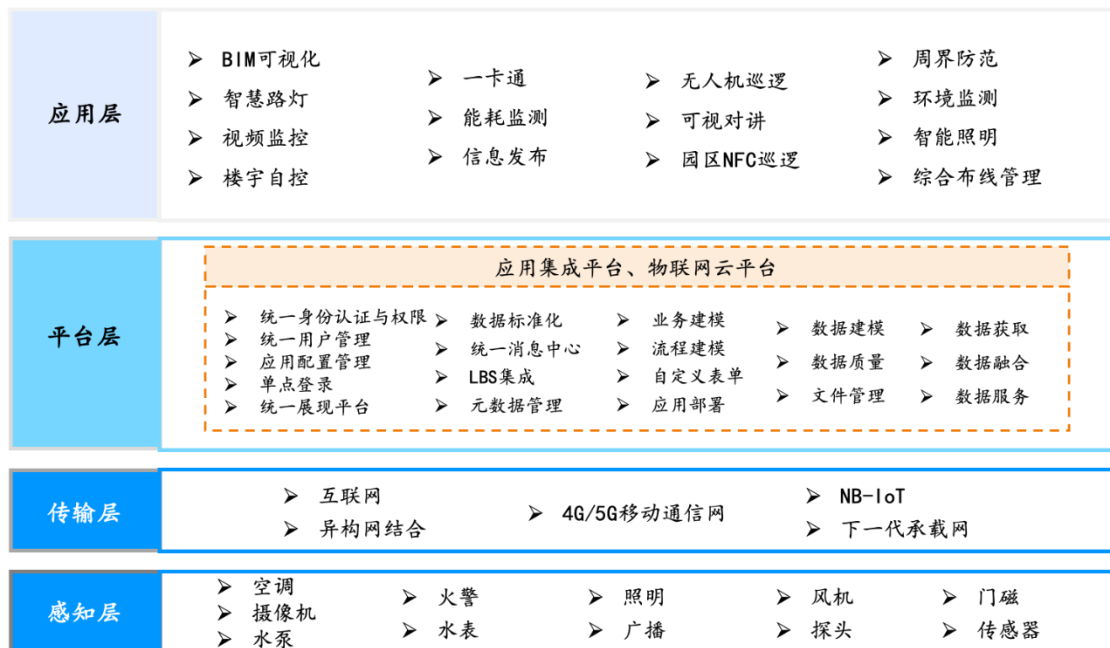 应用层
➢ BIM可视化
➢ 智慧路灯
➢ 视频监控
➢ 楼宇自控
➢ 一卡通
➢ 能耗监测
➢ 信息发布
➢ 无人机巡逻
➢ 可视对讲
➢ 园区NFC巡逻
➢ 周界防范
➢ 环境监测
➢ 智能照明
➢ 综合布线管理
平台层
应用集成平台、物联网云平台
➢ 统一身份认证与权限
➢ 统一用户管理
➢ 应用配置管理
➢ 单点登录
➢ 统一展现平台
➢ 数据标准化
➢ 统一消息中心
➢ LBS集成
➢ 元数据管理
➢ 业务建模
➢ 流程建模
➢ 自定义表单
➢ 应用部署
➢ 数据建模
➢ 数据质量
➢ 文件管理
➢ 数据获取
➢ 数据融合
➢ 数据服务
传输层
➢ 互联网
➢ 异构网结合
➢ 4G/5G移动通信网
➢ NB-IoT
➢ 下一代承载网
感知层
➢ 空调
➢ 摄像机
➢ 水泵
➢ 火警
➢ 水表
➢ 照明
➢ 广播
➢ 风机
➢ 探头
➢ 门磁
➢ 传感器